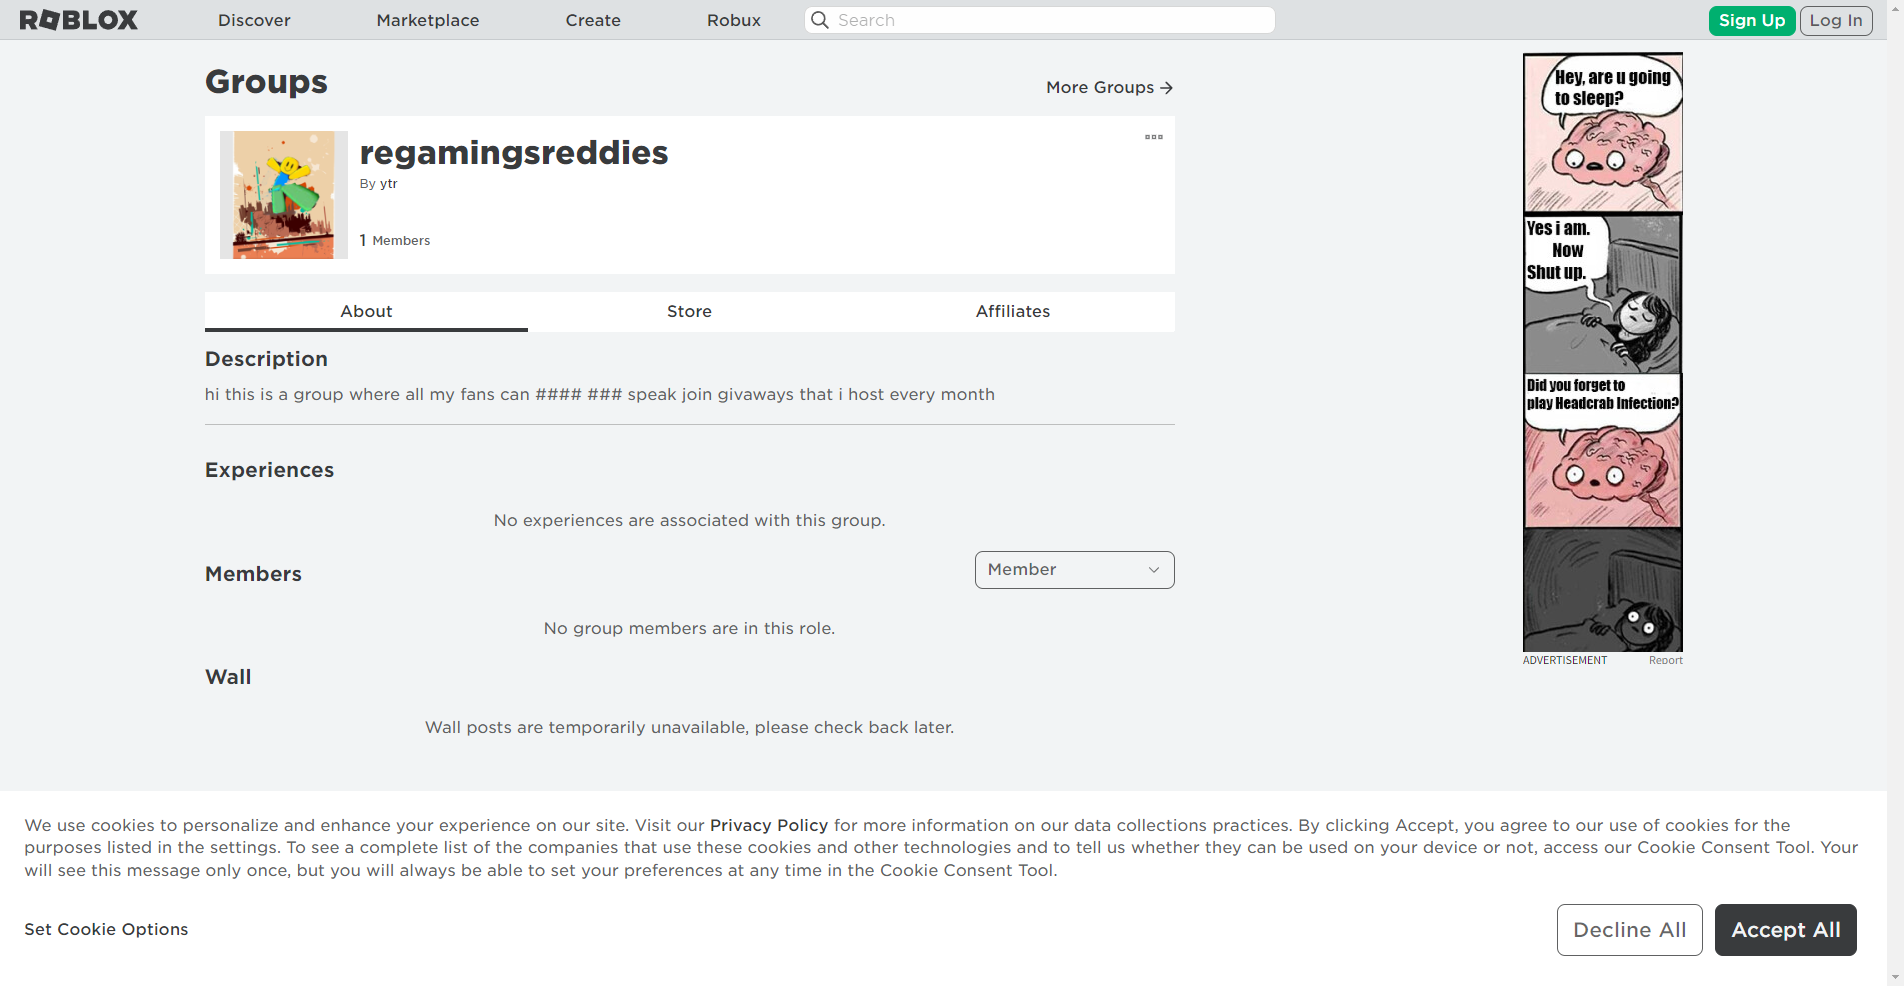 ROBLOX
Discover
Marketplace
Create
Robux
Search
Sign Up
Log In
Groups
More Groups
regamingsreddies
By ytr
1 Members
About
Store
Affiliates
Description
hi this is a group where all my fans can #### ### speak join givaways that i host every month
Experiences
No experiences are associated with this group.
Members
Member
No group members are in this role.
Wall
Wall posts are temporarily unavailable, please check back later.
Hey, are u going
to sleep?
Yes i am.
Now
Shut up.
Did you forget to
play Headcrab Infection?
ADVERTISEMENT
Report
We use cookies to personalize and enhance your experience on our site. Visit our Privacy Policy for more information on our data collections practices. By clicking Accept, you agree to our use of cookies for the
purposes listed in the settings. To see a complete list of the companies that use these cookies and other technologies and to tell us whether they can be used on your device or not, access our Cookie Consent Tool. Your
will see this message only once, but you will always be able to set your preferences at any time in the Cookie Consent Tool.
Set Cookie Options
Decline All
Accept All